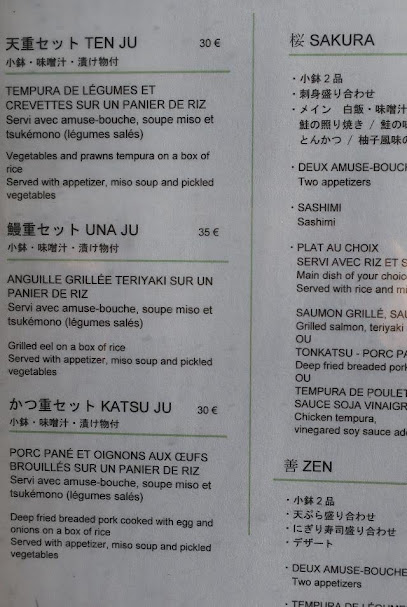 天重セット TEN JU 30 €
小鉢・味噌汁・漬け物付
TEMPURA DE LÉGUMES ET
CREVETTES SUR UN PANIER DE RIZ
Servi avec amuse-bouche, soupe miso et
tsukémono (légumes salés)
Vegetables and prawns tempura on a box of
rice
Served with appetizer, miso soup and pickled
vegetables
鰻重セット UNA JU 35 €
小鉢・味噌汁・漬け物付
ANGUILLE GRILLÉE TERIYAKI SUR UN
PANIER DE RIZ
Servi avec amuse-bouche, soupe miso et
tsukémono (légumes salés)
Grilled eel on a box of rice
Served with appetizer, miso soup and pickled
vegetables
かつ重セット KATSU JU 30 €
小鉢・味噌汁・漬け物付
PORC PANÉ ET OIGNONS AUX ŒUFS
BROUILLÉS SUR UN PANIER DE RIZ
Servi avec amuse-bouche, soupe miso et
tsukémono (légumes salés)
Deep fried breaded pork cooked with egg and
onions on a box of rice
Served with appetizer, miso soup and pickled
vegetables
桜 SAKURA
・小鉢２品
・刺身盛り合わせ
・メイン 白飯・味噌汁
鮭の照り焼き / 鮭の味
とんかつ / 柚子風味の
・DEUX AMUSE-BOUCHE
Two appetizers
・SASHIMI
Sashimi
・PLAT AU CHOIX
SERVI AVEC RIZ ET S
Main dish of your choice
Served with rice and mi
SAUMON GRILLÉ, SAU
Grilled salmon, teriyaki
OU
TONKATSU - PORC PA
Deep fried breaded pork
OU
TEMPURA DE POULET
SAUCE SOJA VINAIGR
Chicken tempura,
vinegared soy sauce ad
善 ZEN
・小鉢２品
・天ぷら盛り合わせ
・にぎり寿司盛り合わせ
・デザート
・DEUX AMUSE-BOUCHE
Two appetizers
・TEMPURA DE LÉGUME